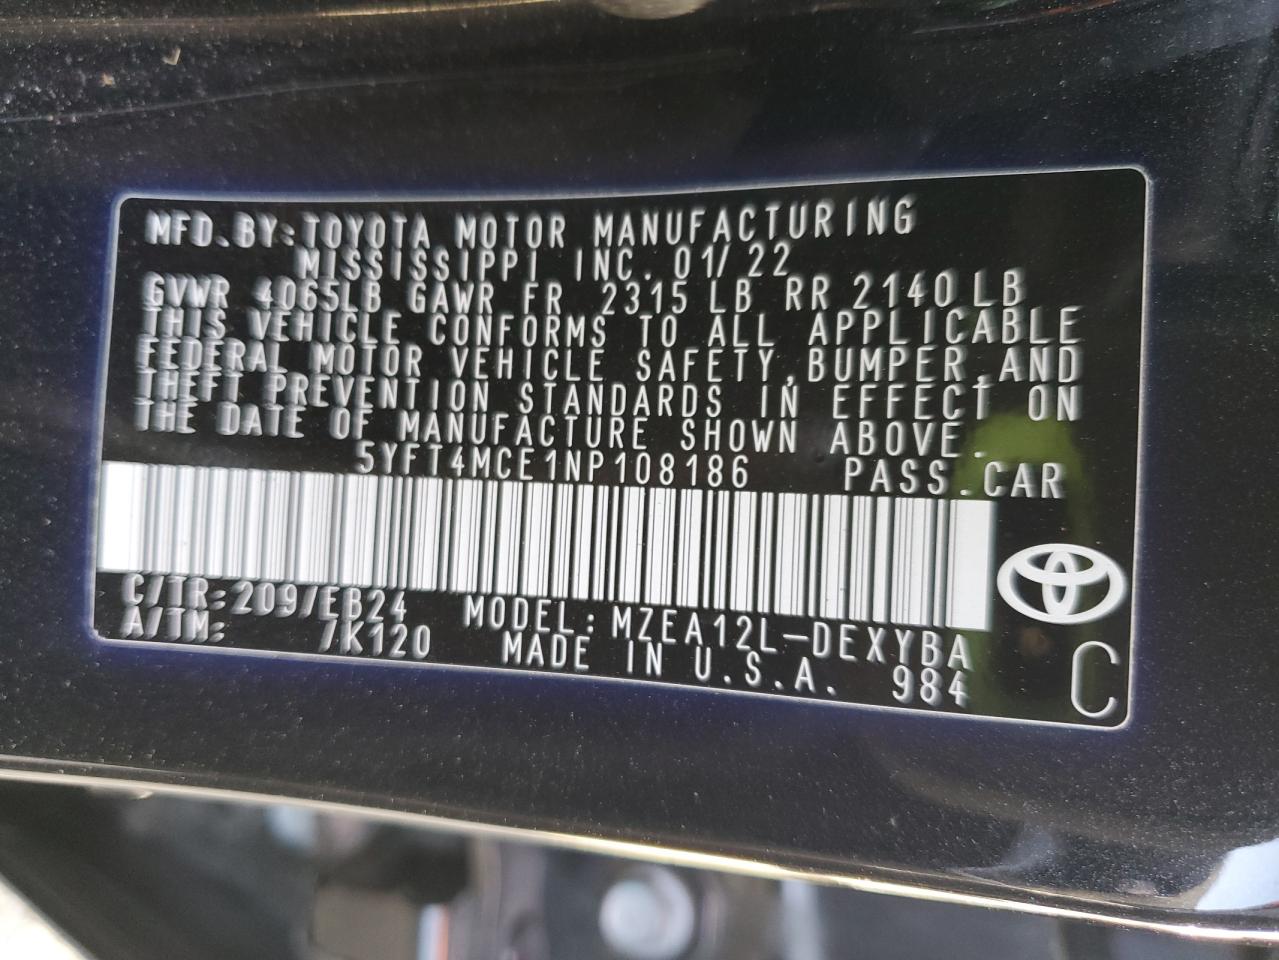 MFD.BY:TOYOTA MOTOR MANUFACTURING
MISSISSIPPI INC. 01/22
GVWR 4065LB GAWR FR 2315 LB RR 2140 LB
THIS VEHICLE CONFORMS TO ALL APPLICABLE
FEDERAL MOTOR VEHICLE SAFETY,BUMPER,AND
THEFT PREVENTION STANDARDS IN EFFECT ON
THE DATE OF MANUFACTURE SHOWN ABOVE.
5YFT4MCE1NP108186 PASS.CAR
C/TR:209/EB24 MODEL:MZEA12L-DEXYBA
A/TM: /K120 MADE IN U.S.A. 984 C